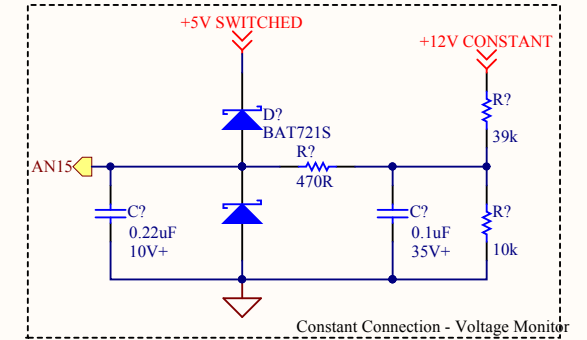 +5V SWITCHED
+12V CONSTANT
D?
BAT721S
R?
39k
R?
470R
AN15
C?
0.22uF
10V+
C?
0.1uF
35V+
R?
10k
Constant Connection - Voltage Monitor